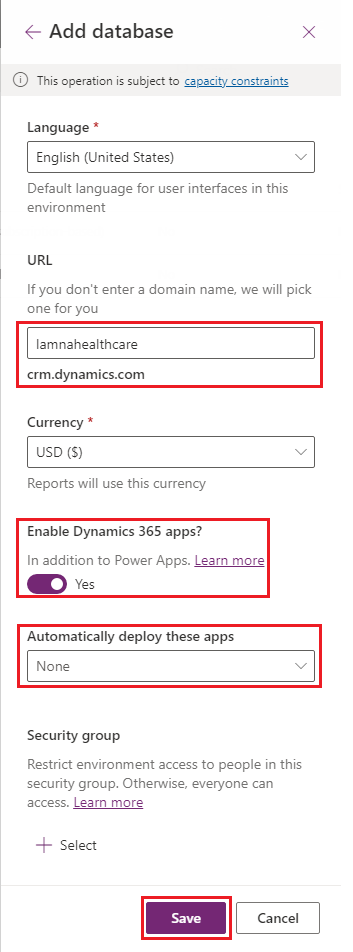 Add database
This operation is subject to capacity constraints
Language *
English (United States)
Default language for user interfaces in this
environment
URL
If you don't enter a domain name, we will pick
one for you
lamnahealthcare
crm.dynamics.com
Currency *
USD ($)
Reports will use this currency
Enable Dynamics 365 apps?
In addition to Power Apps. Learn more
Yes
Automatically deploy these apps
None
Security group
Restrict environment access to people in this
security group. Otherwise, everyone can
access. Learn more
Select
Save
Cancel